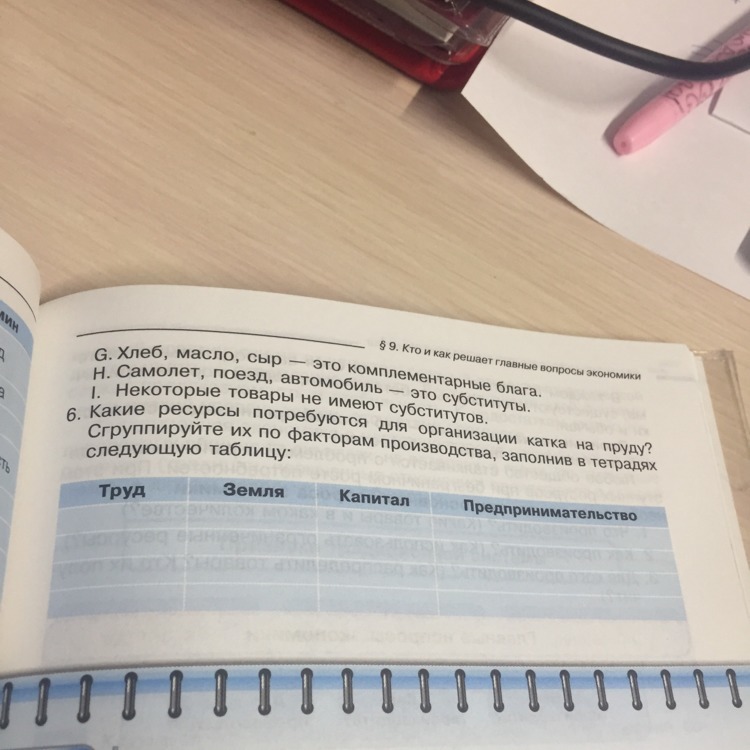 § 9. Кто и как решает главные вопросы экономики
G. Хлеб, масло, сыр — это комплементарные блага.
H. Самолет, поезд, автомобиль — это субституты.
I. Некоторые товары не имеют субститутов.
6. Какие ресурсы потребуются для организации катка на пруду?
Сгруппируйте их по факторам производства, заполнив в тетрадях
следующую таблицу:
Труд Земля Капитал Предпринимательство